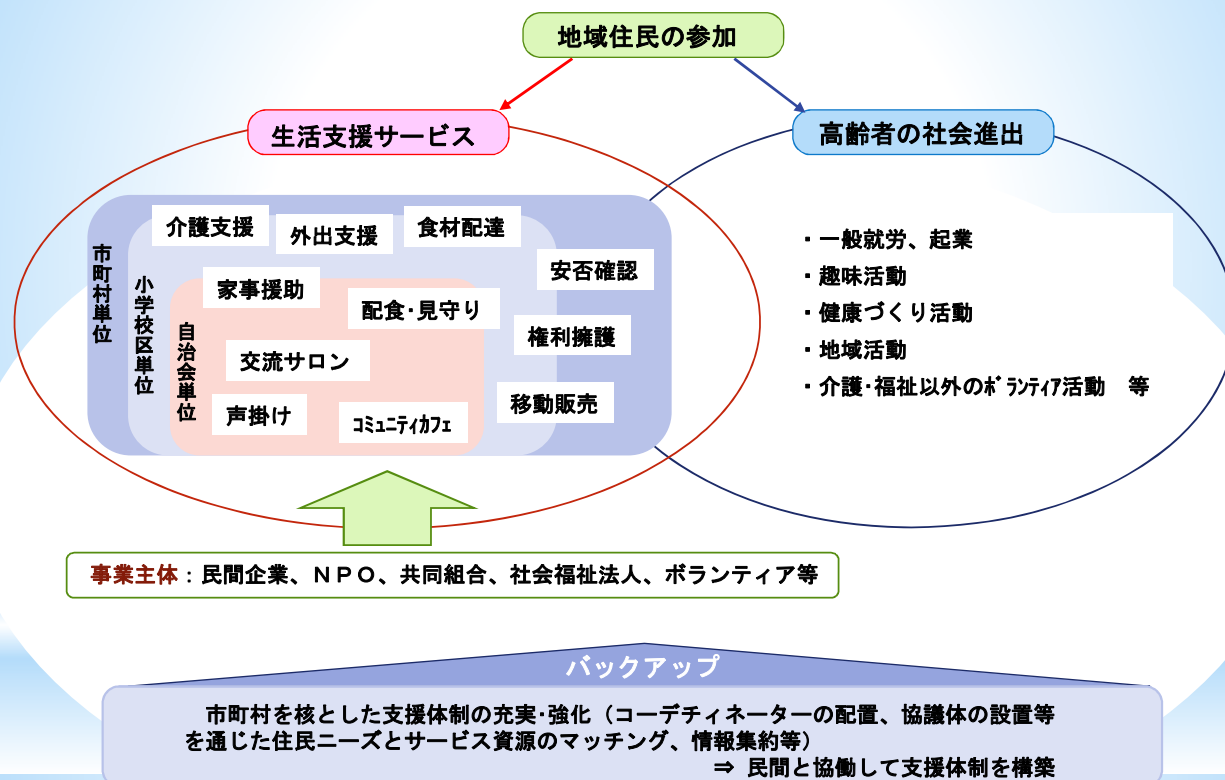 地域住民の参加
生活支援サービス
高齢者の社会進出
市町村単位
小学校区単位
自治会単位
介護支援
外出支援
食材配達
安否確認
家事援助
配食･見守り
権利擁護
交流サロン
移動販売
声掛け
ｺﾐｭﾆﾃｨｶﾌｪ
・一般就労、起業
・趣味活動
・健康づくり活動
・地域活動
・介護･福祉以外のﾎﾞﾗﾝﾃｨｱ活動　等
事業主体：民間企業、ＮＰＯ、共同組合、社会福祉法人、ボランティア等
バックアップ
市町村を核とした支援体制の充実･強化（コーデチィネーターの配置、協議体の設置等
を通じた住民ニーズとサービス資源のマッチング、情報集約等）
⇒ 民間と協働して支援体制を構築